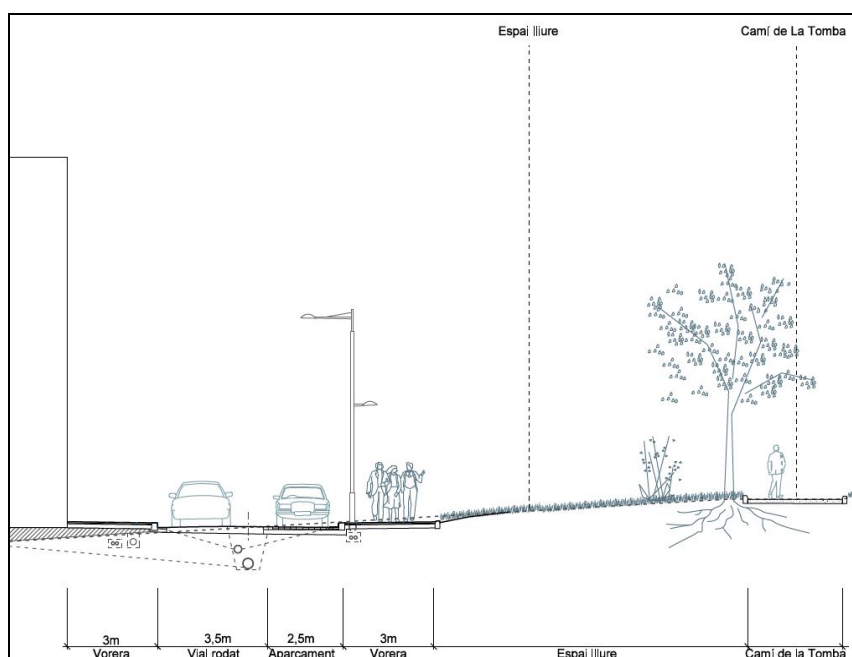 Espai lliure Camí de La Tomba
3m 3,5m 2,5m 3m
Vorera Vial rodat Aparcament Vorera Espai lliure Camí de La Tomba